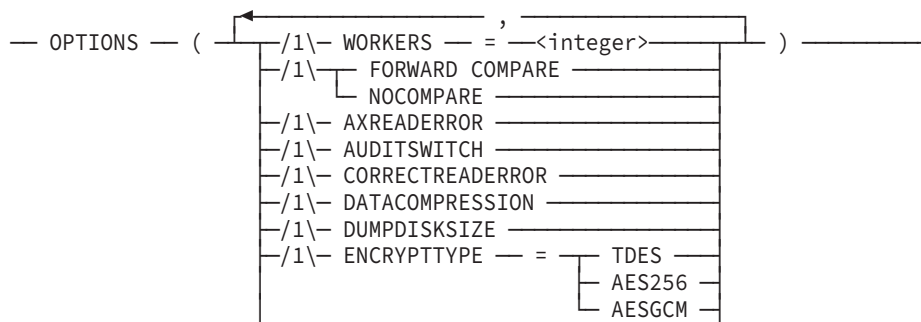 ,
OPTIONS ( /1\ WORKERS = <integer> )
/1\ FORWARD COMPARE
NOCOMPARE
/1\ AXREADERROR
/1\ AUDITSWITCH
/1\ CORRECTREADERROR
/1\ DATACOMPRESSION
/1\ DUMPDISKSIZE
/1\ ENCRYPTTYPE = TDES
AES256
AESGCM